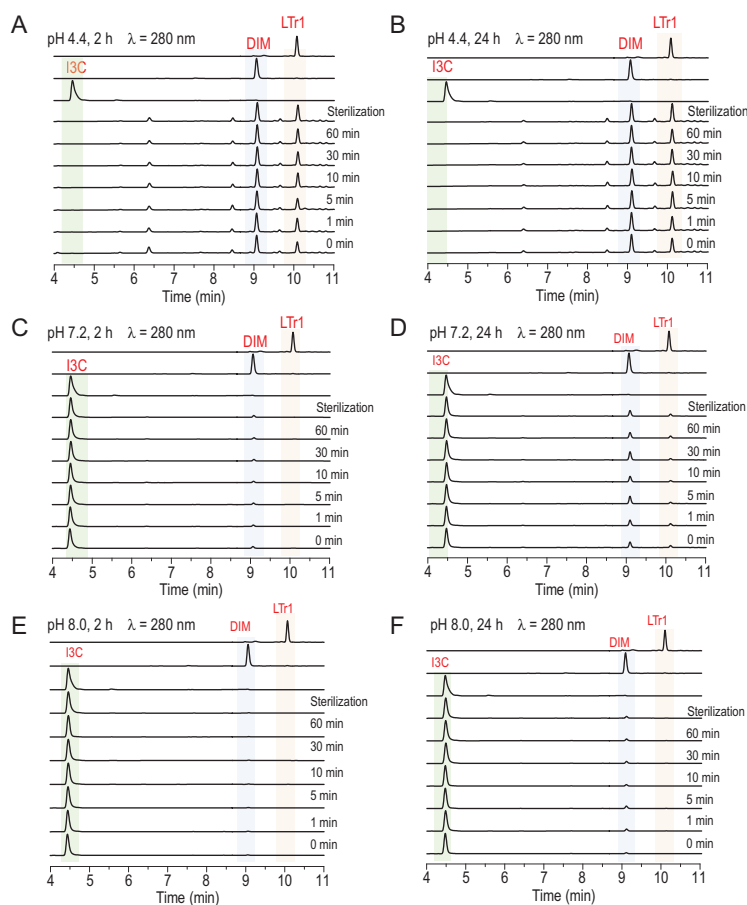 A
pH 4.4, 2 h λ = 280 nm
LTr1
DIM
I3C
Sterilization
60 min
30 min
10 min
5 min
1 min
0 min
4 5 6 7 8 9 10 11
Time (min)
B
pH 4.4, 24 h λ = 280 nm
LTr1
DIM
I3C
Sterilization
60 min
30 min
10 min
5 min
1 min
0 min
4 5 6 7 8 9 10 11
Time (min)
C
pH 7.2, 2 h λ = 280 nm
LTr1
DIM
I3C
Sterilization
60 min
30 min
10 min
5 min
1 min
0 min
4 5 6 7 8 9 10 11
Time (min)
D
pH 7.2, 24 h λ = 280 nm
LTr1
DIM
I3C
Sterilization
60 min
30 min
10 min
5 min
1 min
0 min
4 5 6 7 8 9 10 11
Time (min)
E
pH 8.0, 2 h λ = 280 nm
LTr1
DIM
I3C
Sterilization
60 min
30 min
10 min
5 min
1 min
0 min
4 5 6 7 8 9 10 11
Time (min)
F
pH 8.0, 24 h λ = 280 nm
LTr1
DIM
I3C
Sterilization
60 min
30 min
10 min
5 min
1 min
0 min
4 5 6 7 8 9 10 11
Time (min)